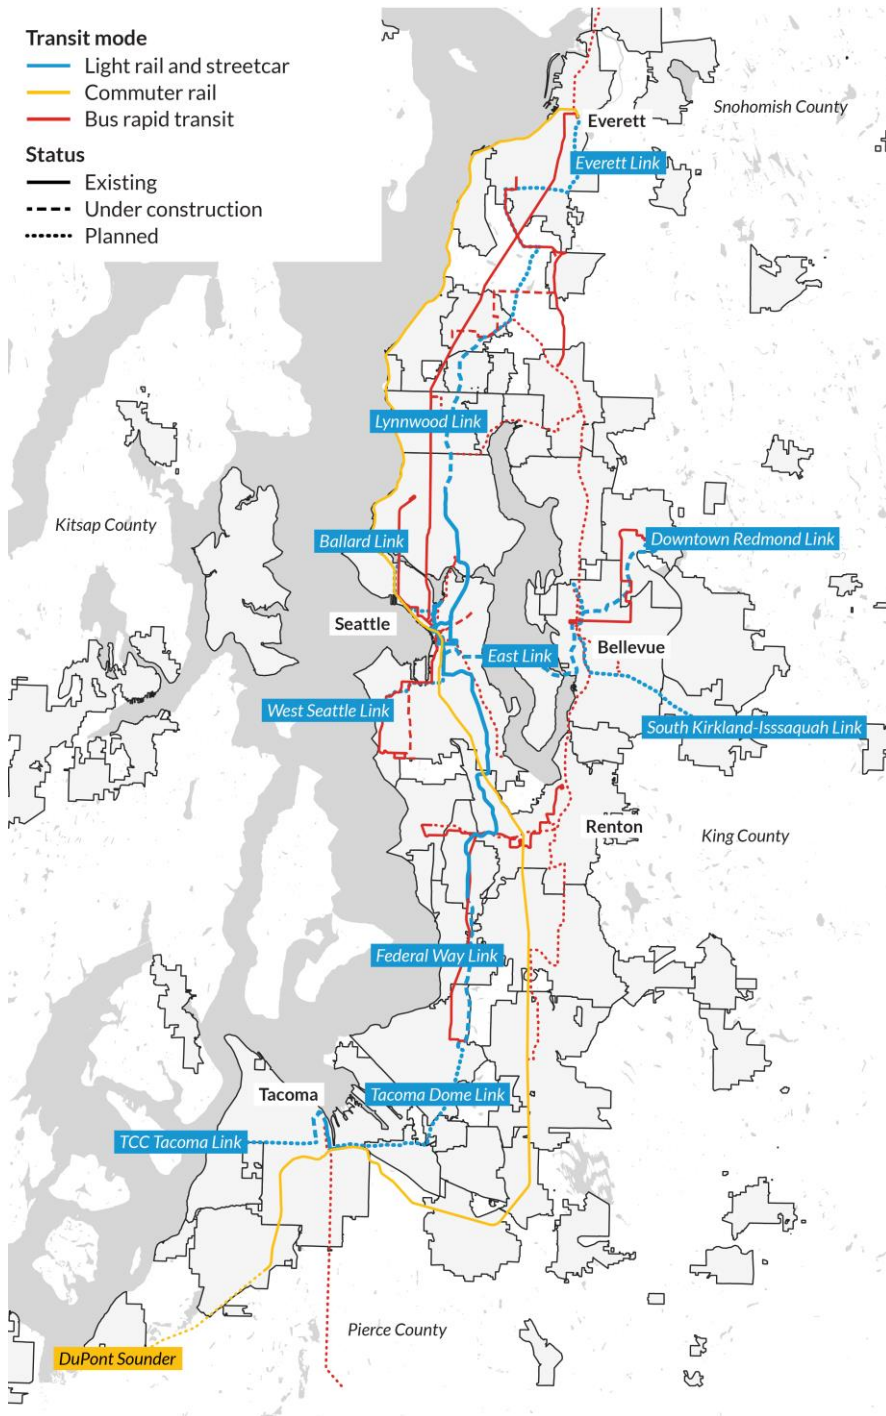 Transit mode
Light rail and streetcar
Commuter rail
Bus rapid transit
Status
Existing
Under construction
Planned
Snohomish County
Everett
Everett Link
Lynnwood Link
Kitsap County
Ballard Link
Downtown Redmond Link
Seattle
Bellevue
East Link
West Seattle Link
South Kirkland-Isssaquah Link
Renton
King County
Federal Way Link
Tacoma
Tacoma Dome Link
TCC Tacoma Link
Pierce County
DuPont Sounder